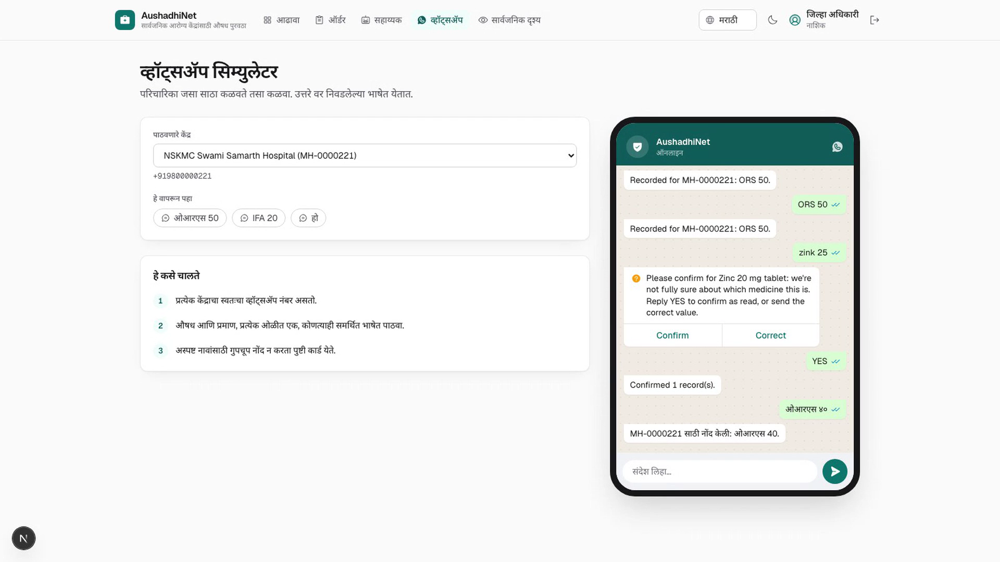 AushadhiNet
सार्वजनिक आरोग्य केंद्रांसाठी औषध पुरवठा
आढावा
ऑर्डर
सहाय्यक
व्हॉट्सॲप
सार्वजनिक दृश्य
मराठी
जिल्हा अधिकारी
नाशिक
व्हॉट्सॲप सिम्युलेटर
परिचारिका जसा साठा कळवते तसा कळवा. उत्तरे वर निवडलेल्या भाषेत येतात.
पाठवणारे केंद्र
NSKMC Swami Samarth Hospital (MH-0000221)
+919800000221
हे वापरून पहा
ओआरएस 50
IFA 20
हो
हे कसे चालते
1 प्रत्येक केंद्राचा स्वतःचा व्हॉट्सॲप नंबर असतो.
2 औषध आणि प्रमाण, प्रत्येक ओळीत एक, कोणत्याही समर्थित भाषेत पाठवा.
3 अस्पष्ट नावांसाठी गुपचूप नोंद न करता पुष्टी कार्ड येते.
AushadhiNet
ऑनलाइन
Recorded for MH-0000221: ORS 50.
ORS 50
Recorded for MH-0000221: ORS 50.
zink 25
Please confirm for Zinc 20 mg tablet: we're
not fully sure about which medicine this is.
Reply YES to confirm as read, or send the
correct value.
Confirm
Correct
YES
Confirmed 1 record(s).
ओआरएस ४०
MH-0000221 साठी नोंद केली: ओआरएस 40.
संदेश लिहा...
N